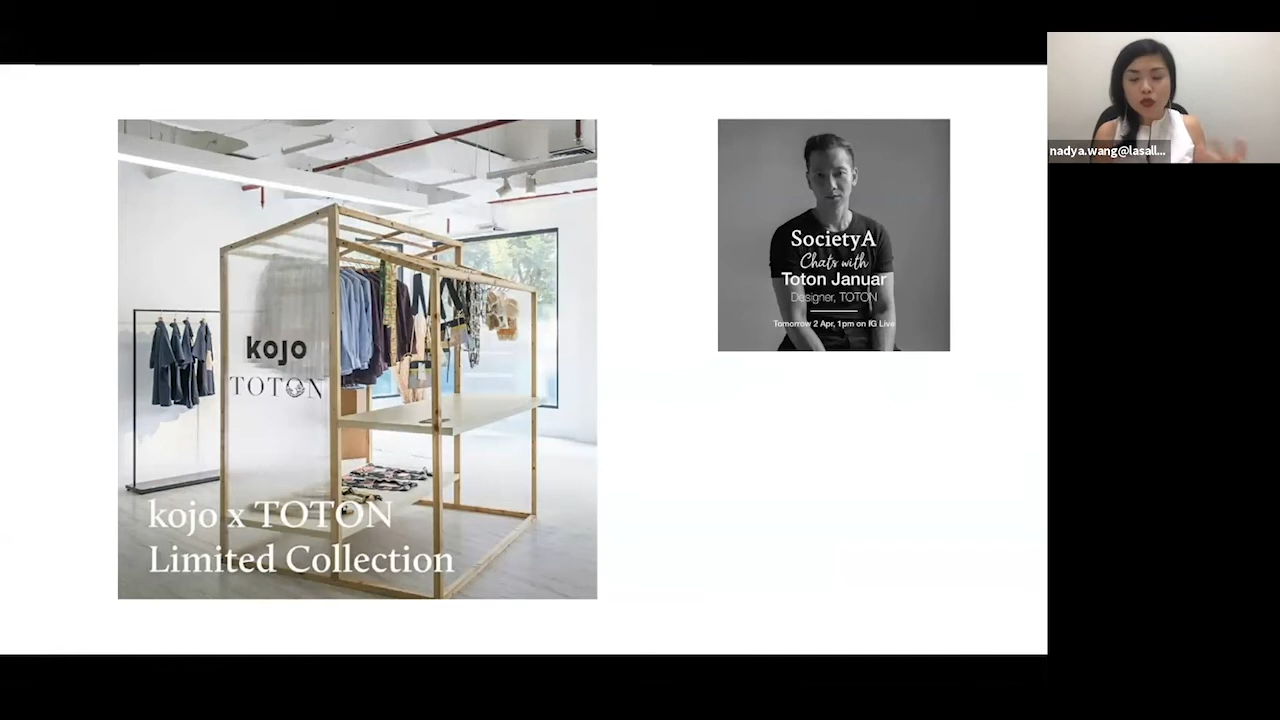 kojo
TOTON
kojo x TOTON
Limited Collection
SocietyA
Chats with
Toton Januar
Designer, TOTON
Tomorrow 2 Apr, 1pm on IG Live
nadya.wang@lasall...